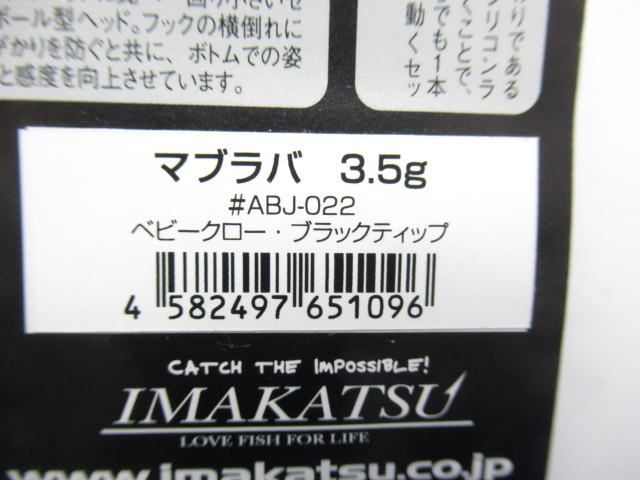 ボール型ヘッド。フックの横倒れに
がかりを防ぐと共に、ボトムでの姿
と感度を向上させています。
りである
リコンラ
くことで、
でも1本
動くセッ
マブラバ 3.5g
#ABJ-022
ベビークロー・ブラックティップ
4 582497 651096
CATCH THE IMPOSSIBLE!
IMAKATSU
LOVE FISH FOR LIFE
www.imakatsu.co.jp